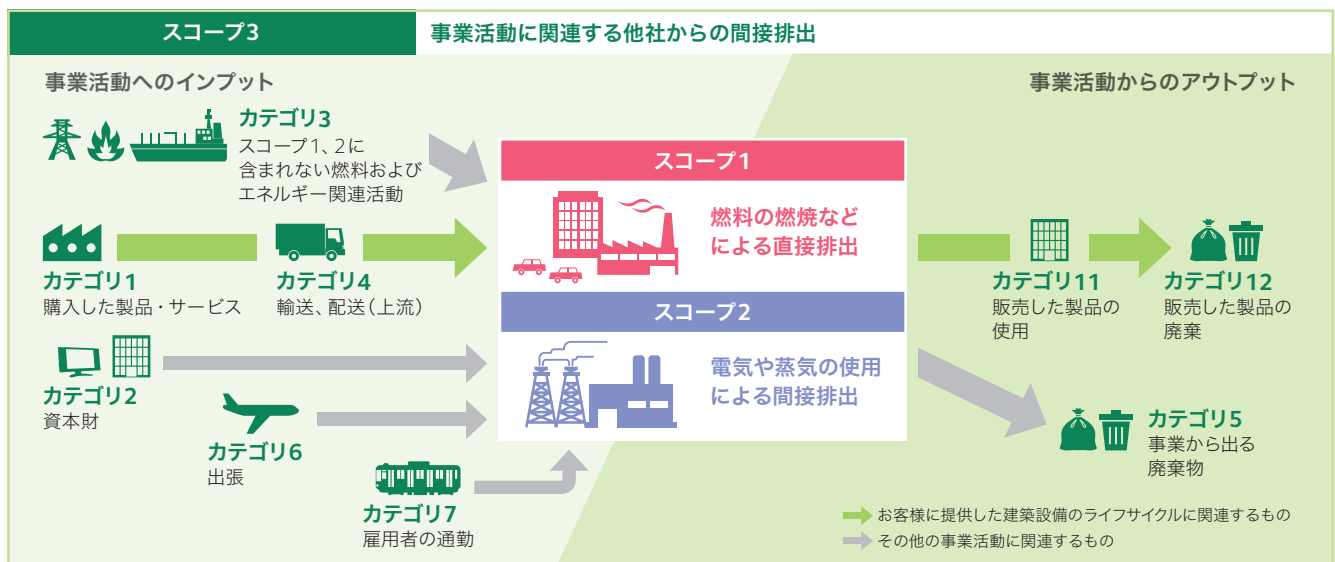 スコープ3
事業活動に関連する他社からの間接排出
事業活動へのインプット
事業活動からのアウトプット
カテゴリ3
スコープ1、2に
含まれない燃料および
エネルギー関連活動
スコープ1
燃料の燃焼など
による直接排出
カテゴリ1
購入した製品・サービス
カテゴリ4
輸送、配送（上流）
カテゴリ11
販売した製品の
使用
カテゴリ12
販売した製品の
廃棄
スコープ2
電気や蒸気の使用
による間接排出
カテゴリ2
資本財
カテゴリ6
出張
カテゴリ5
事業から出る
廃棄物
カテゴリ7
雇用者の通勤
お客様に提供した建築設備のライフサイクルに関連するもの
その他の事業活動に関連するもの